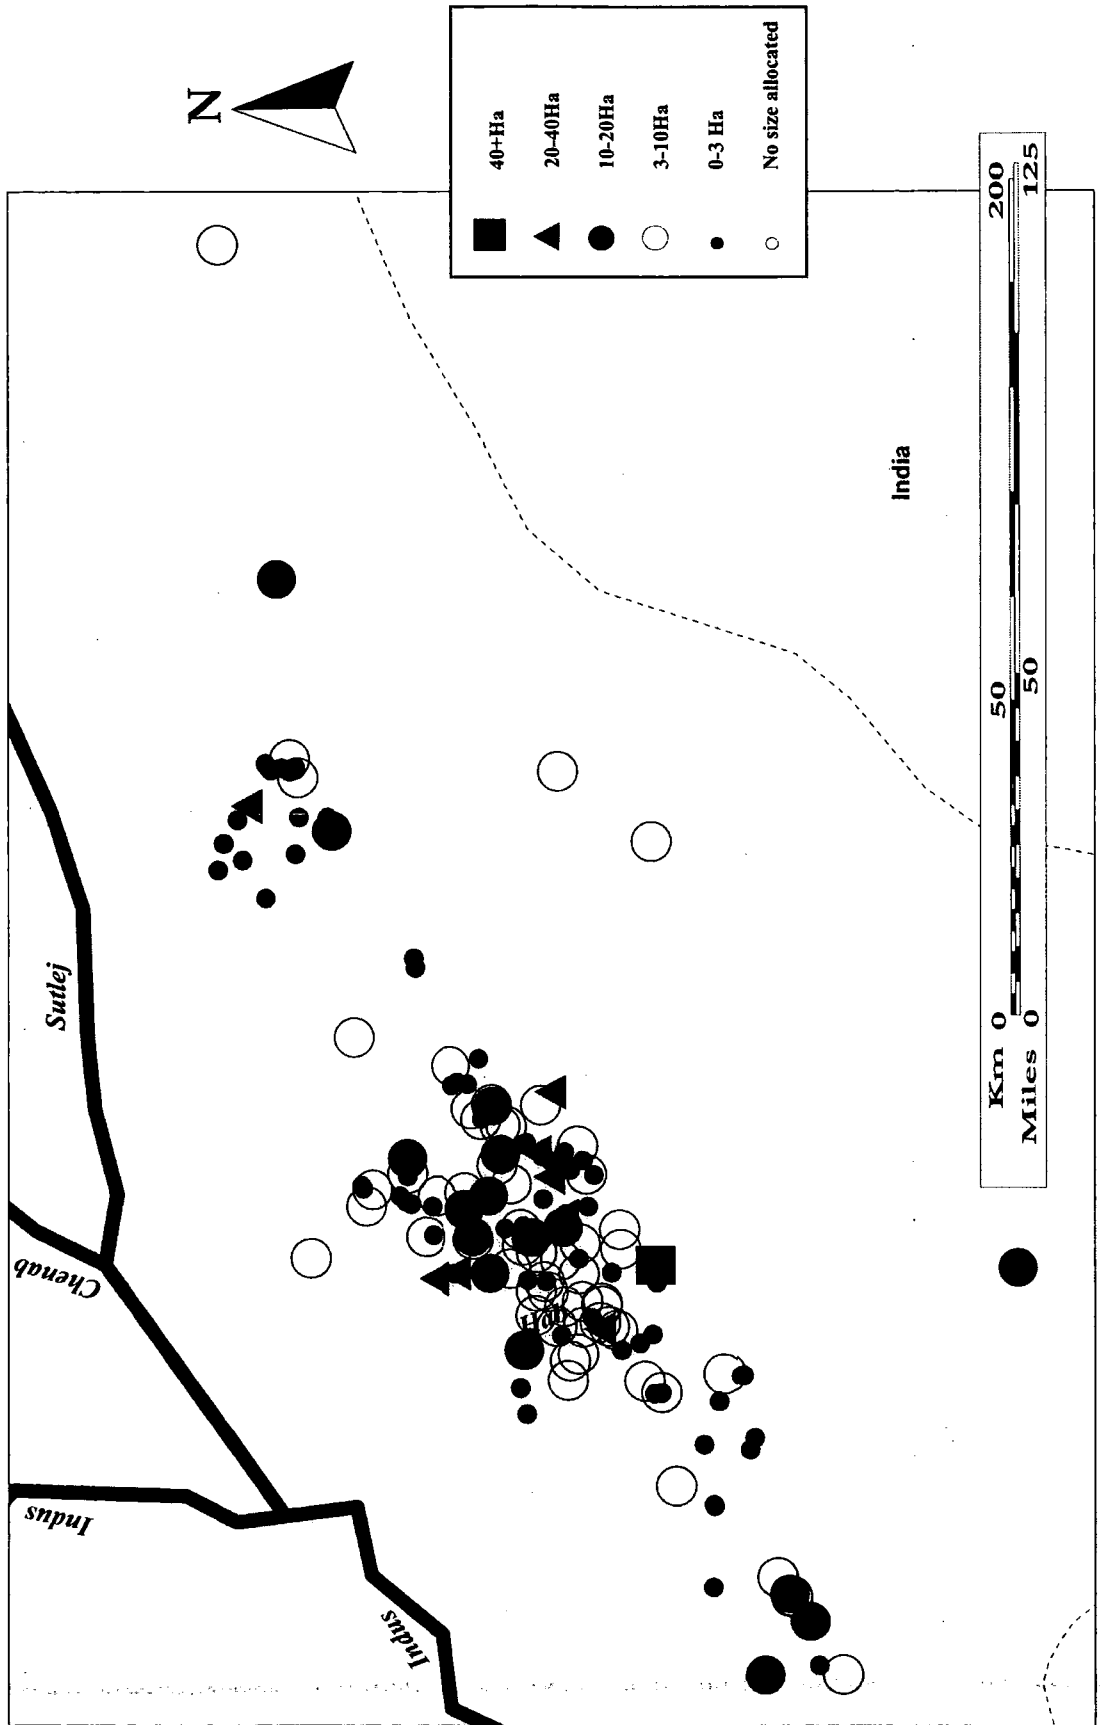 N
40+Ha
20-40Ha
10-20Ha
3-10Ha
0-3 Ha
No size allocated
Sutlej
Chenab
Indus
Indus
India
Km 0 50 200
Miles 0 50 125